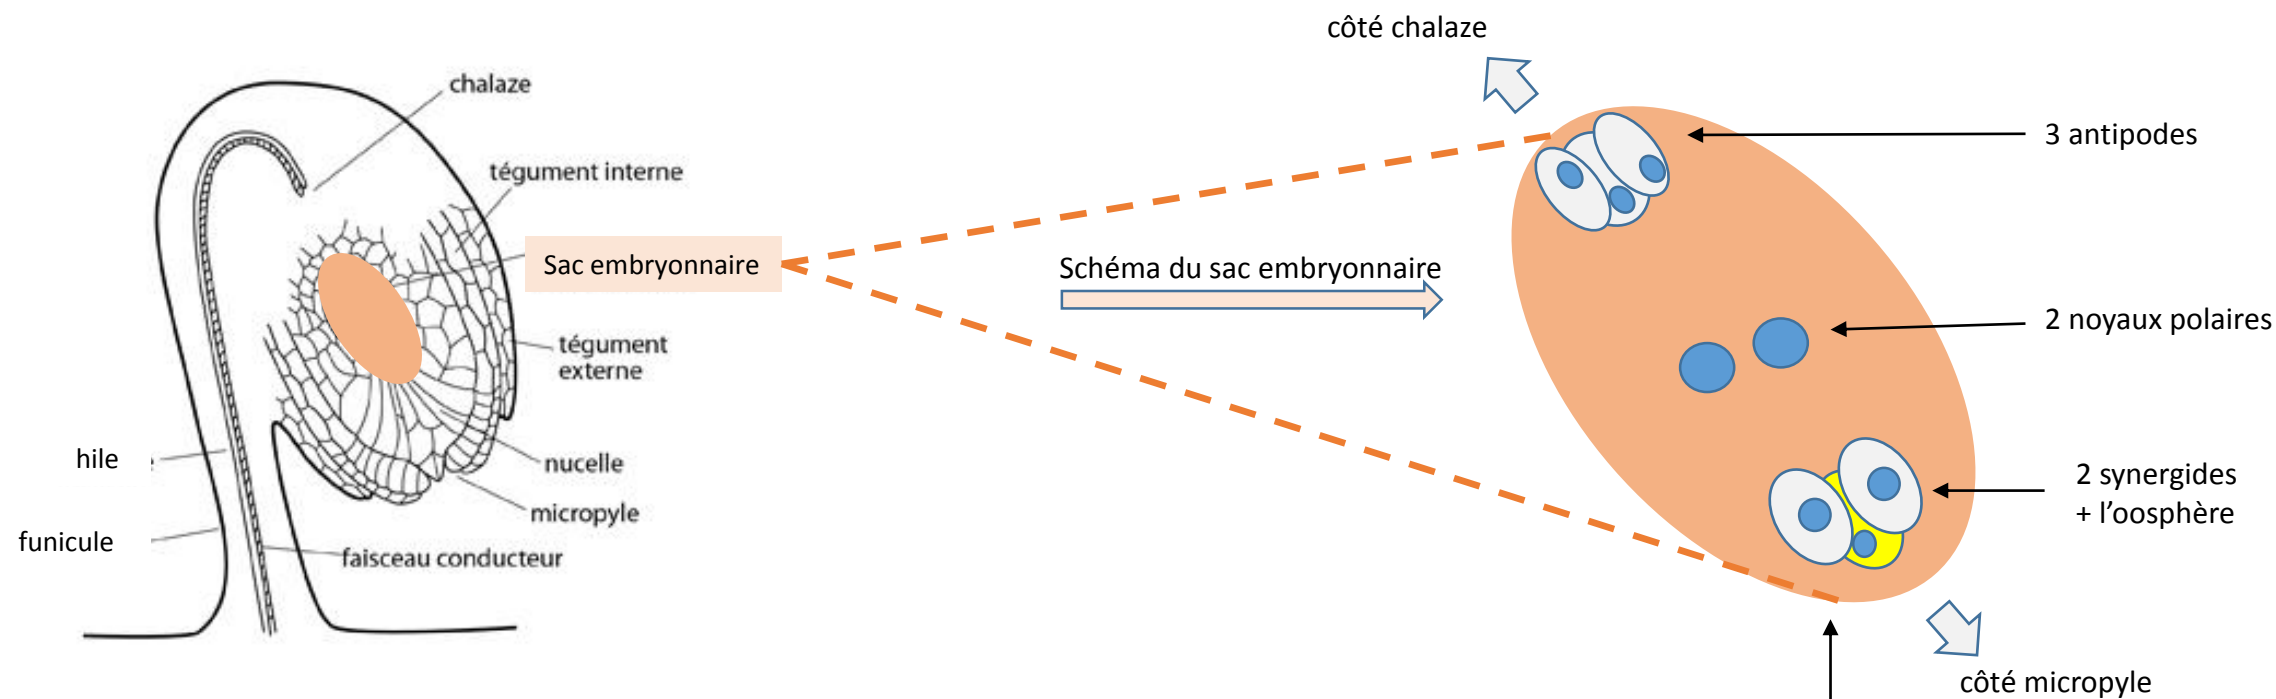 chalaze
tégument interne
Sac embryonnaire
tégument
externe
hile
nucelle
micropyle
funicule
faisceau conducteur
Schéma du sac embryonnaire
côté chalaze
3 antipodes
2 noyaux polaires
2 synergides
+ l'oosphère
côté micropyle